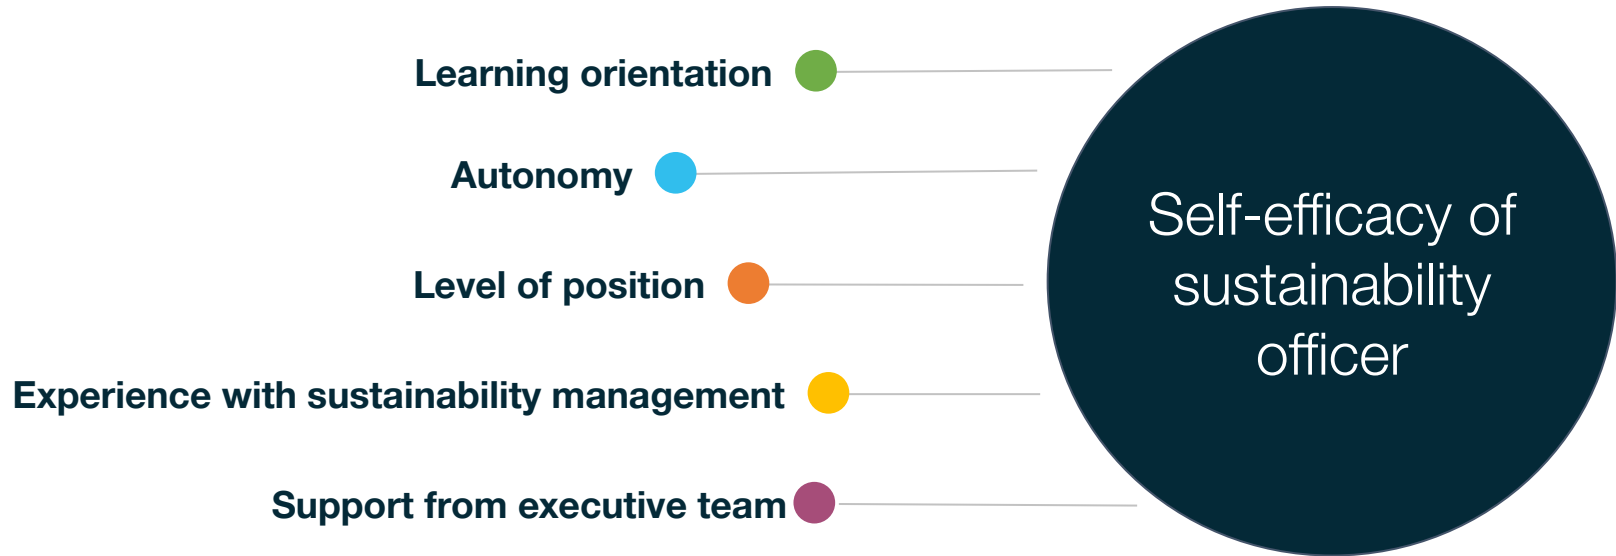 Learning orientation
Autonomy
Level of position
Experience with sustainability management
Support from executive team
Self-efficacy of
sustainability
officer